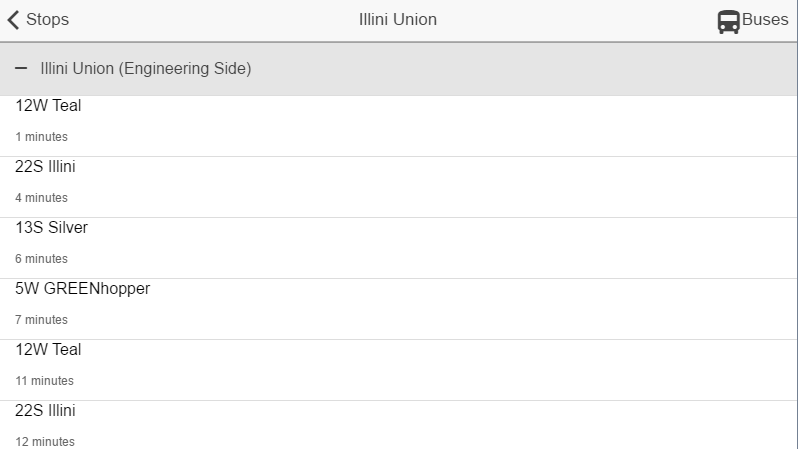 Stops
Illini Union
Buses
Illini Union (Engineering Side)
12W Teal
1 minutes
22S Illini
4 minutes
13S Silver
6 minutes
5W GREENhopper
7 minutes
12W Teal
11 minutes
22S Illini
12 minutes